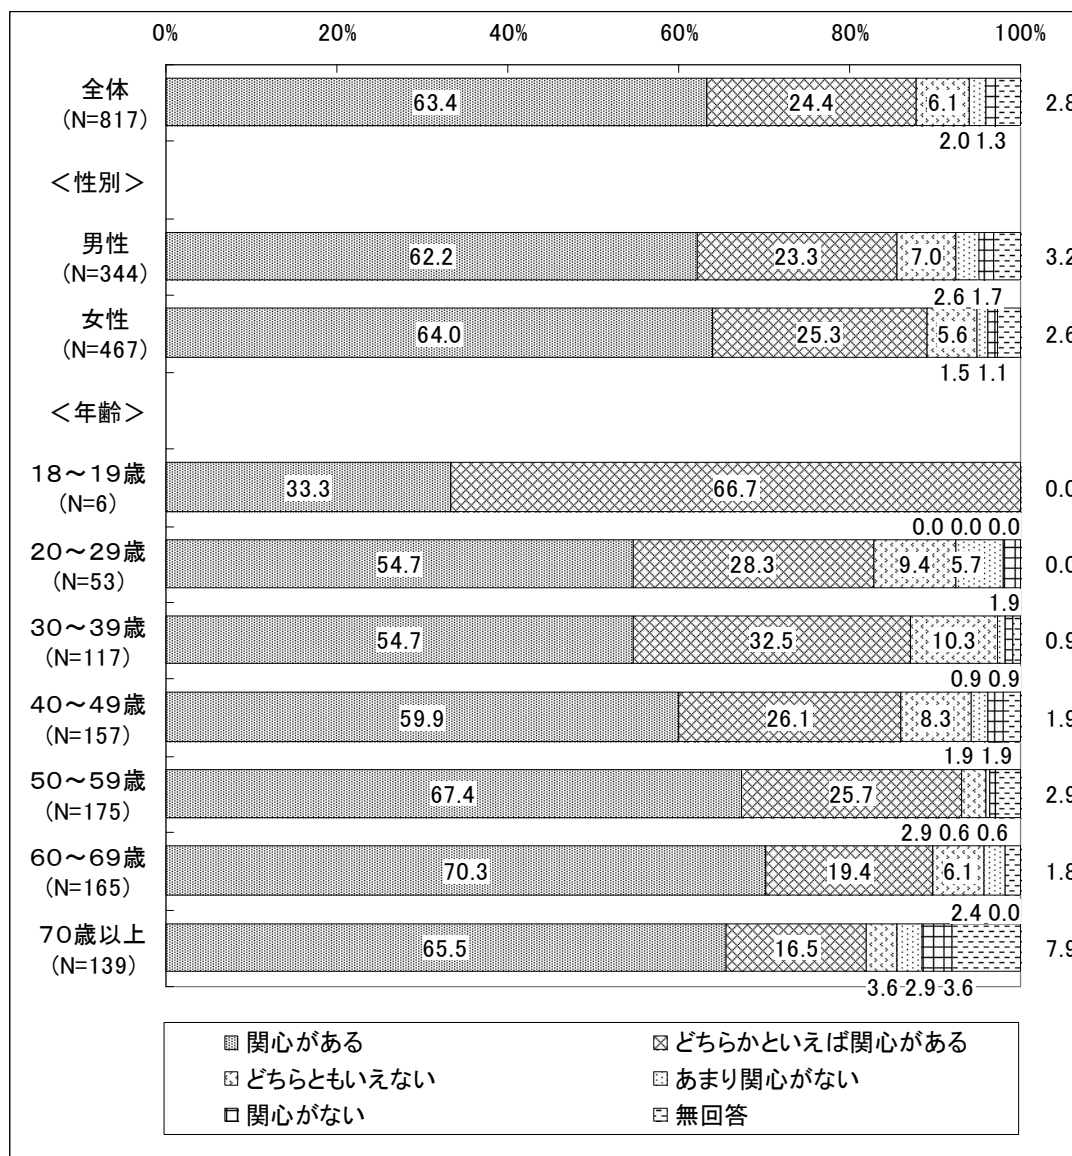 0% 20% 40% 60% 80% 100%
全体
(N=817)
63.4 24.4 6.1 2.8
2.0 1.3
＜性別＞
男性
(N=344)
62.2 23.3 7.0 3.2
2.6 1.7
女性
(N=467)
64.0 25.3 5.6 2.6
1.5 1.1
＜年齢＞
18～19歳
(N=6)
33.3 66.7 0.0
0.0 0.0 0.0
20～29歳
(N=53)
54.7 28.3 9.4 5.7 0.0
1.9
30～39歳
(N=117)
54.7 32.5 10.3 0.9
0.9 0.9
40～49歳
(N=157)
59.9 26.1 8.3 1.9
1.9 1.9
50～59歳
(N=175)
67.4 25.7 2.9
2.9 0.6 0.6
60～69歳
(N=165)
70.3 19.4 6.1 1.8
2.4 0.0
70歳以上
(N=139)
65.5 16.5 7.9
3.6 2.9 3.6
関心がある どちらかといえば関心がある
どちらともいえない あまり関心がない
関心がない 無回答